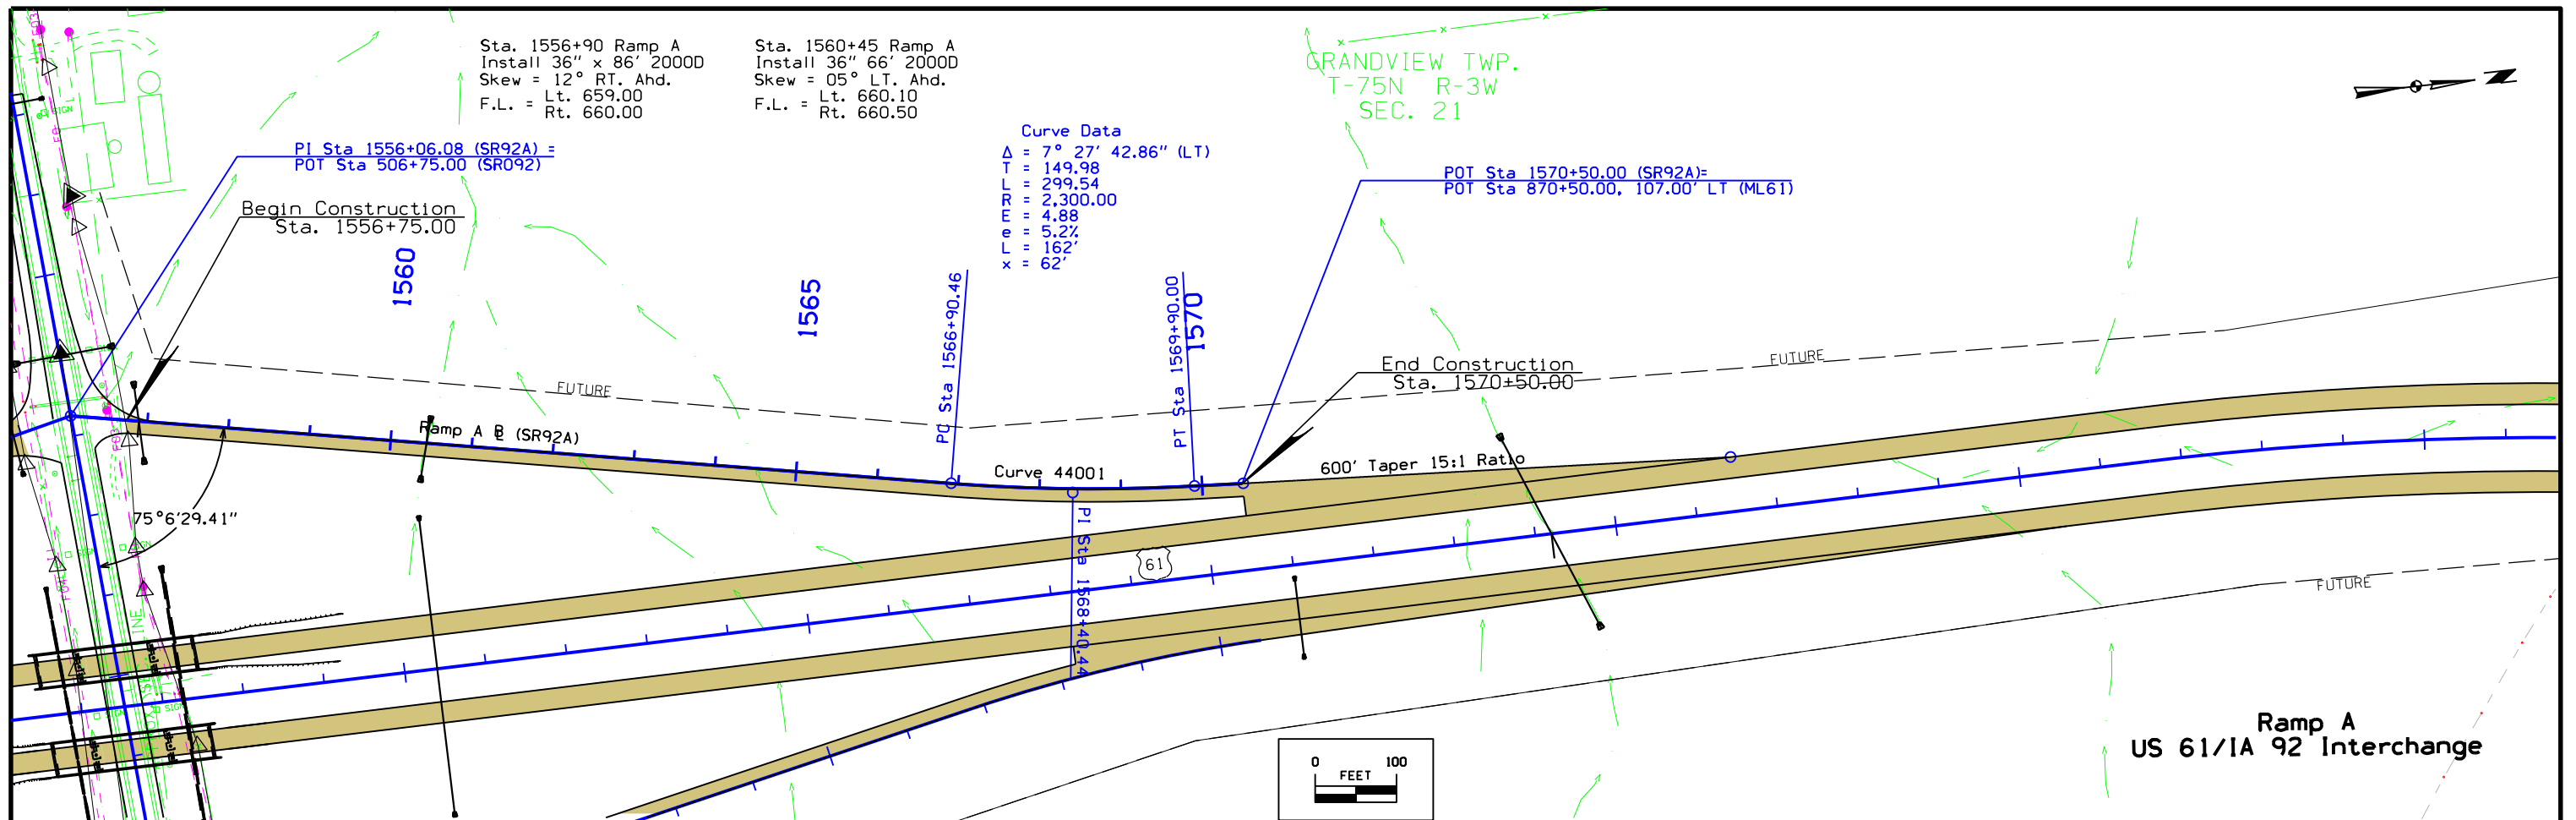 Sta. 1556+90 Ramp A
Install 36" x 86' 2000D
Skew = 12° RT. Ahd.
F.L. = Lt. 659.00
Rt. 660.00
Sta. 1560+45 Ramp A
Install 36" 66' 2000D
Skew = 05° LT. Ahd.
F.L. = Lt. 660.10
Rt. 660.50
GRANDVIEW TWP.
T-75N R-3W
SEC. 21
PI Sta 1556+06.08 (SR92A) =
POT Sta 506+75.00 (SR092)
Curve Data
Δ = 7° 27' 42.86" (LT)
T = 149.98
L = 299.54
R = 2,300.00
E = 4.88
e = 5.2%
L = 162'
x = 62'
POT Sta 1570+50.00 (SR92A)=
POT Sta 870+50.00, 107.00' LT (ML61)
Begin Construction
Sta. 1556+75.00
1560
1565
PC Sta 1566+90.46
PT Sta 1569+90.00
1570
End Construction
Sta. 1570+50.00
FUTURE
FUTURE
Ramp A ⅊ (SR92A)
Curve 44001
600' Taper 15:1 Ratio
75°6'29.41"
PI Sta 1568+40.44
61
FUTURE
SIGN
SIGN
SIGN
0 100
FEET
Ramp A
US 61/IA 92 Interchange